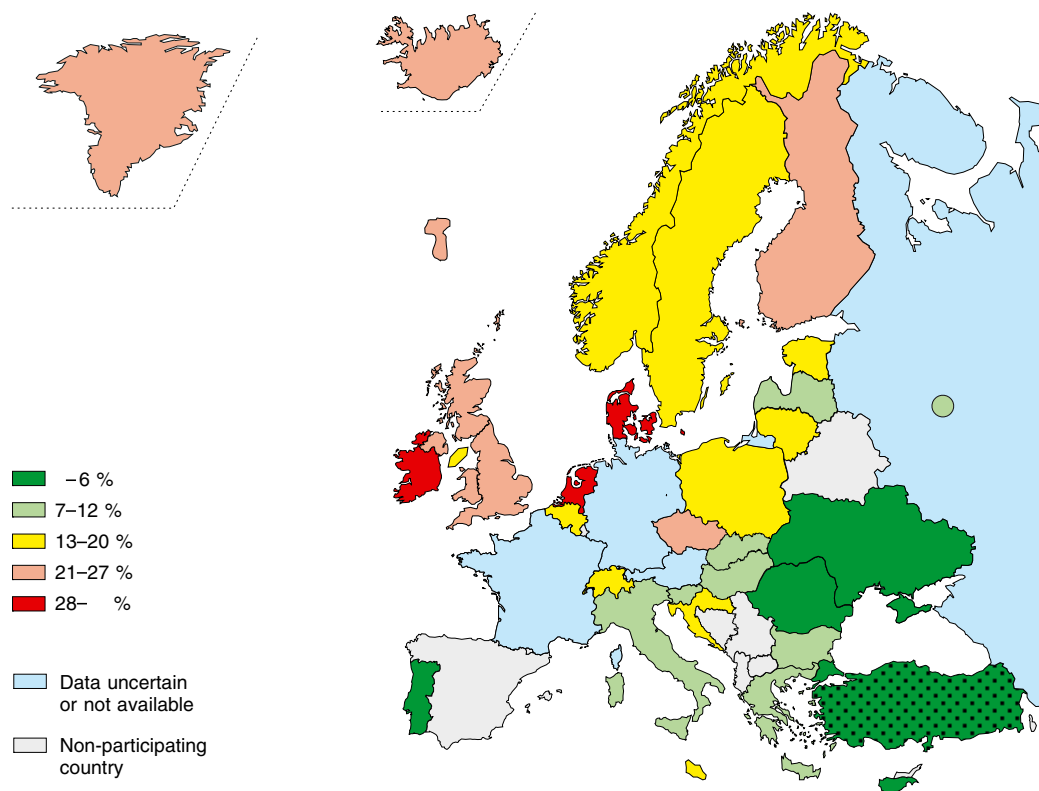 –6 %
7–12 %
13–20 %
21–27 %
28– %
Data uncertain
or not available
Non-participating
country